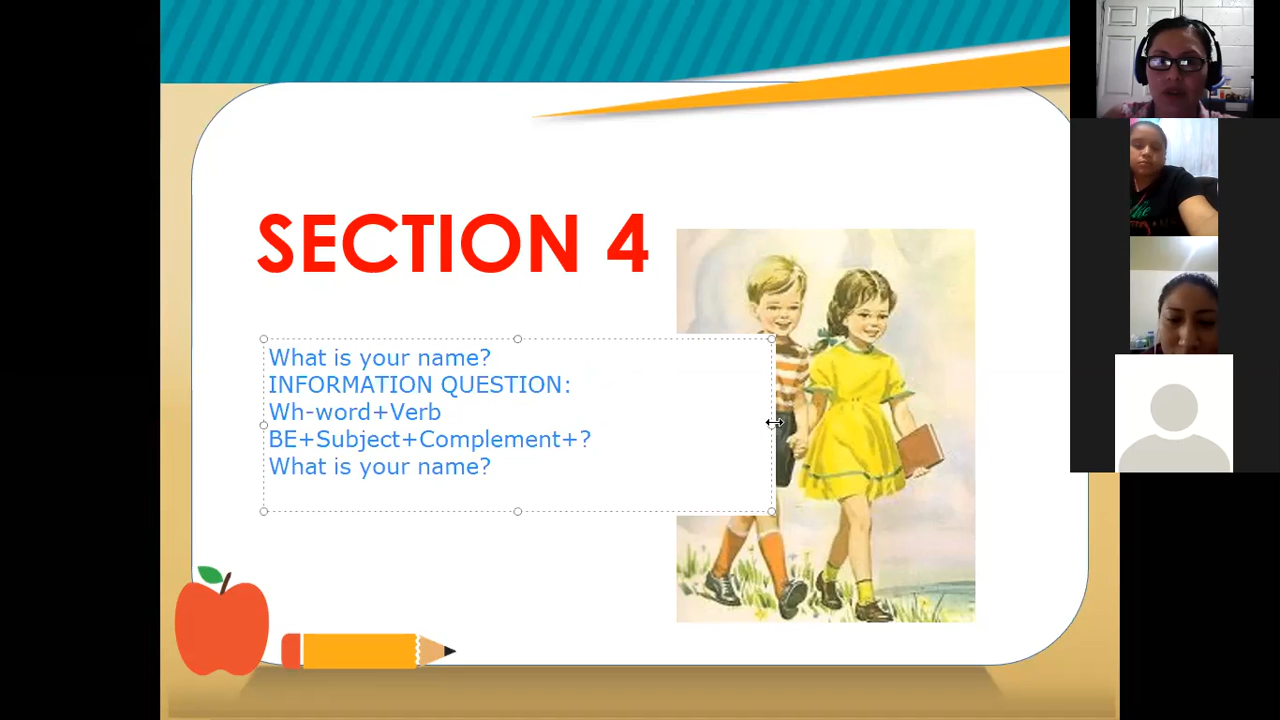 SECTION 4
What is your name?
INFORMATION QUESTION:
Wh-word+Verb
BE+Subject+Complement+?
What is your name?